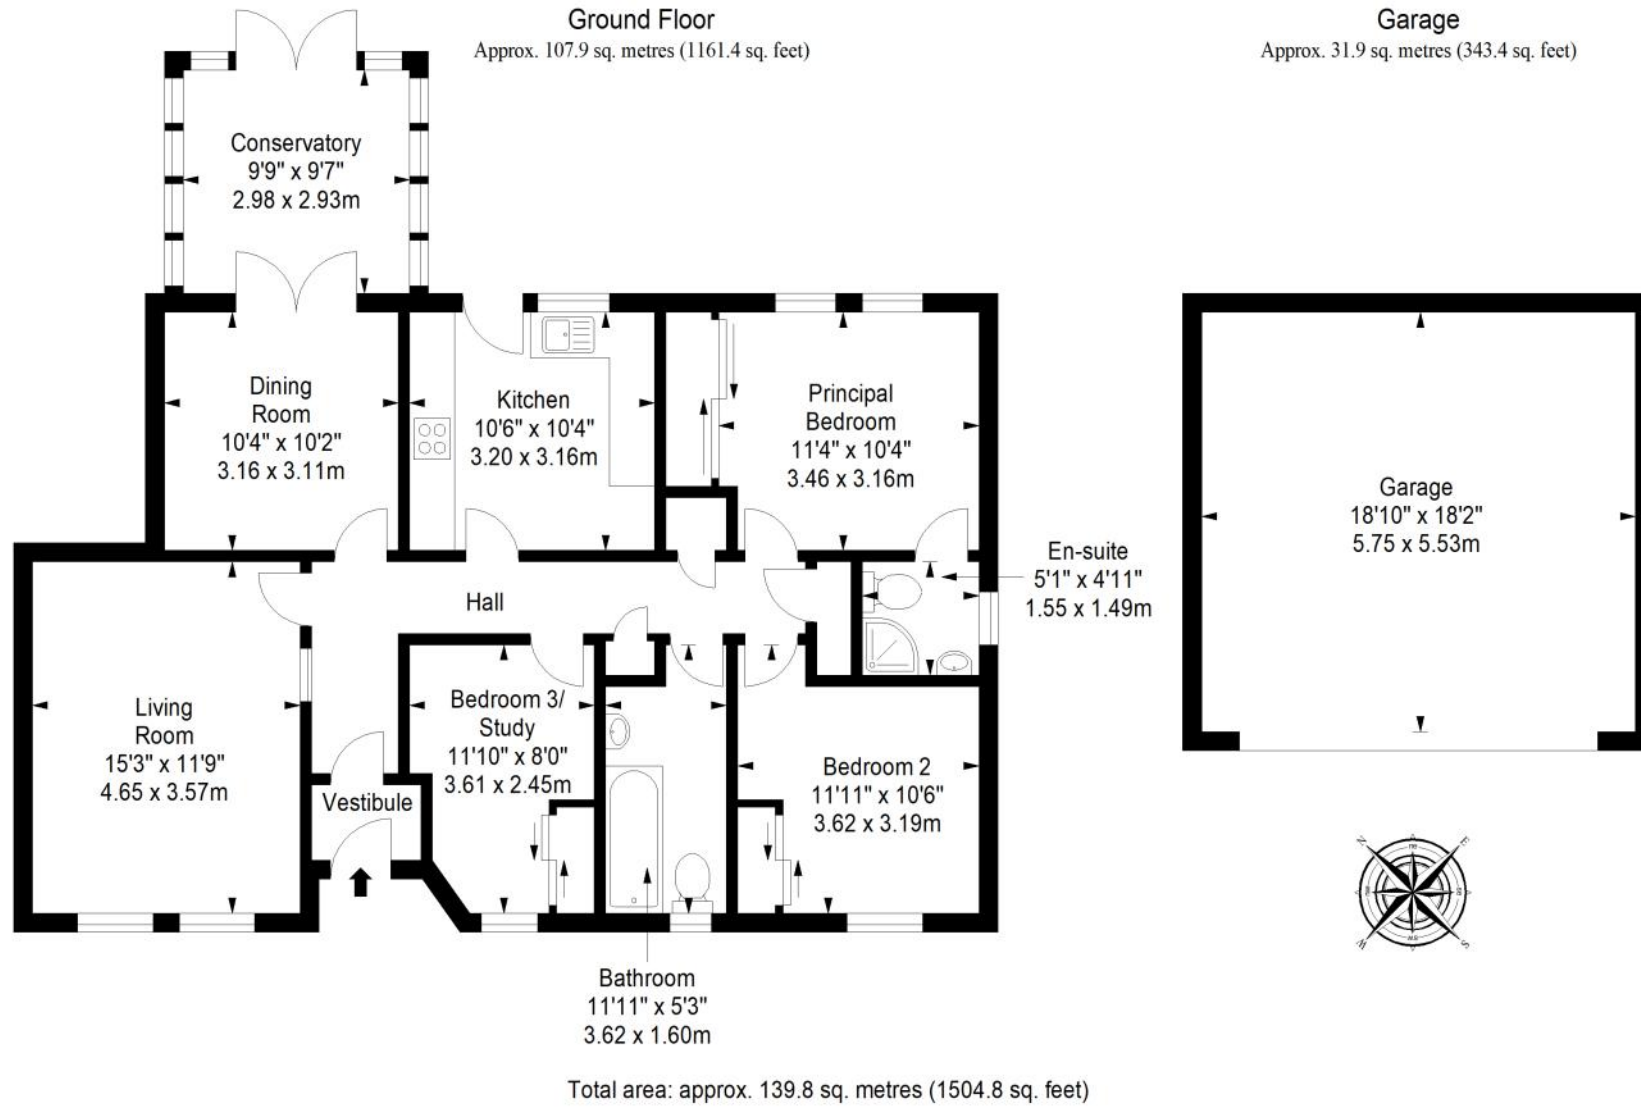 Ground Floor
Approx. 107.9 sq. metres (1161.4 sq. feet)
Garage
Approx. 31.9 sq. metres (343.4 sq. feet)
Conservatory
9'9" x 9'7"
2.98 x 2.93m
Dining
Room
10'4" x 10'2"
3.16 x 3.11m
Kitchen
10'6" x 10'4"
3.20 x 3.16m
Principal
Bedroom
11'4" x 10'4"
3.46 x 3.16m
Garage
18'10" x 18'2"
5.75 x 5.53m
En-suite
5'1" x 4'11"
1.55 x 1.49m
Hall
Living
Room
15'3" x 11'9"
4.65 x 3.57m
Bedroom 3/
Study
11'10" x 8'0"
3.61 x 2.45m
Bedroom 2
11'11" x 10'6"
3.62 x 3.19m
Vestibule
Bathroom
11'11" x 5'3"
3.62 x 1.60m
N
NE
E
NW
SE
W
SW
S
Total area: approx. 139.8 sq. metres (1504.8 sq. feet)